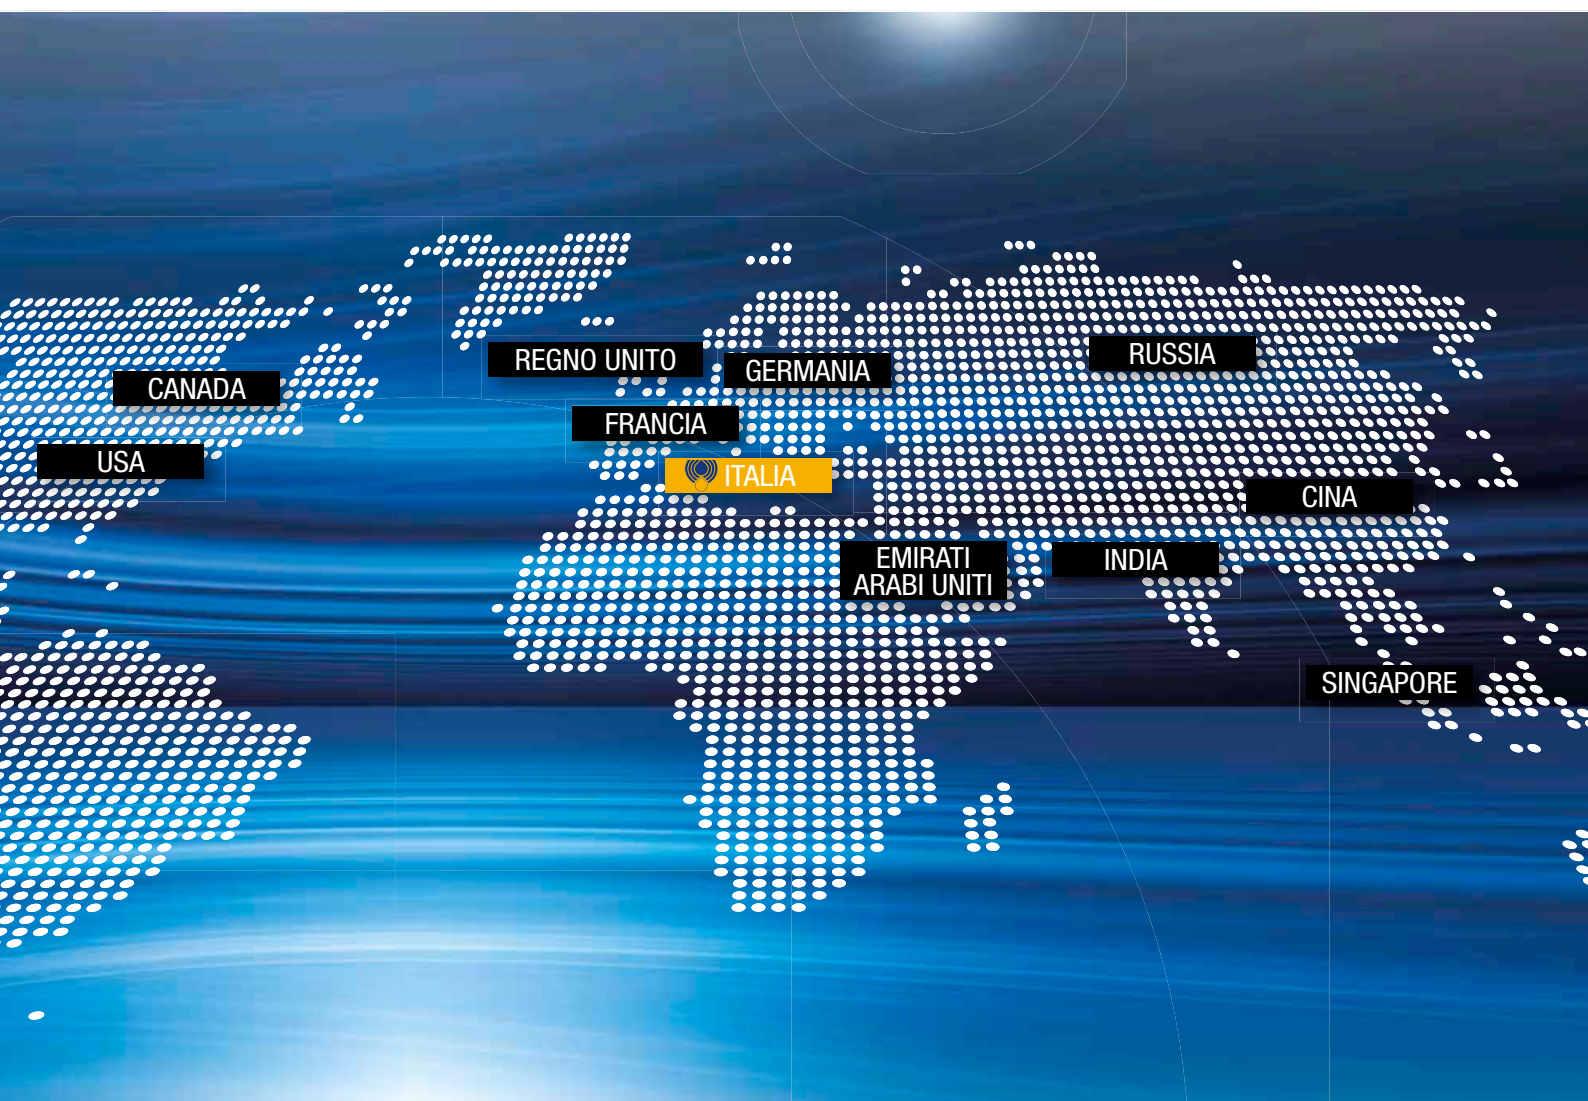 REGNO UNITO
GERMANIA
RUSSIA
CANADA
FRANCIA
USA
ITALIA
CINA
EMIRATI
ARABI UNITI
INDIA
SINGAPORE